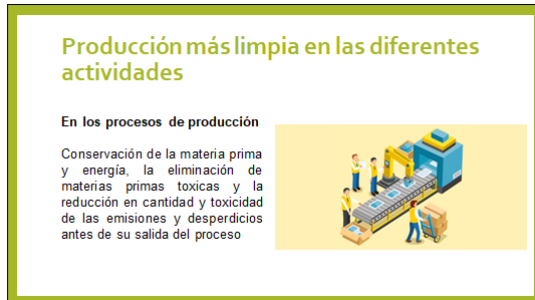 Producción más limpia en las diferentes
actividades
En los procesos de producción
Conservación de la materia prima
y energía, la eliminación de
materias primas toxicas y la
reducción en cantidad y toxicidad
de las emisiones y desperdicios
antes de su salida del proceso